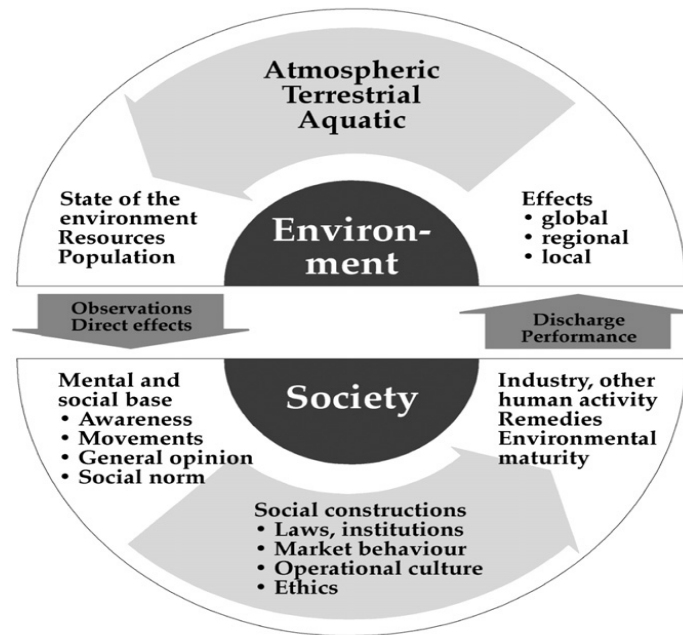 Atmospheric
Terrestrial
Aquatic
State of the
environment
Resources
Population
Environ-
ment
Effects
• global
• regional
• local
Observations
Direct effects
Discharge
Performance
Mental and
social base
• Awareness
• Movements
• General opinion
• Social norm
Society
Industry, other
human activity
Remedies
Environmental
maturity
Social constructions
• Laws, institutions
• Market behaviour
• Operational culture
• Ethics